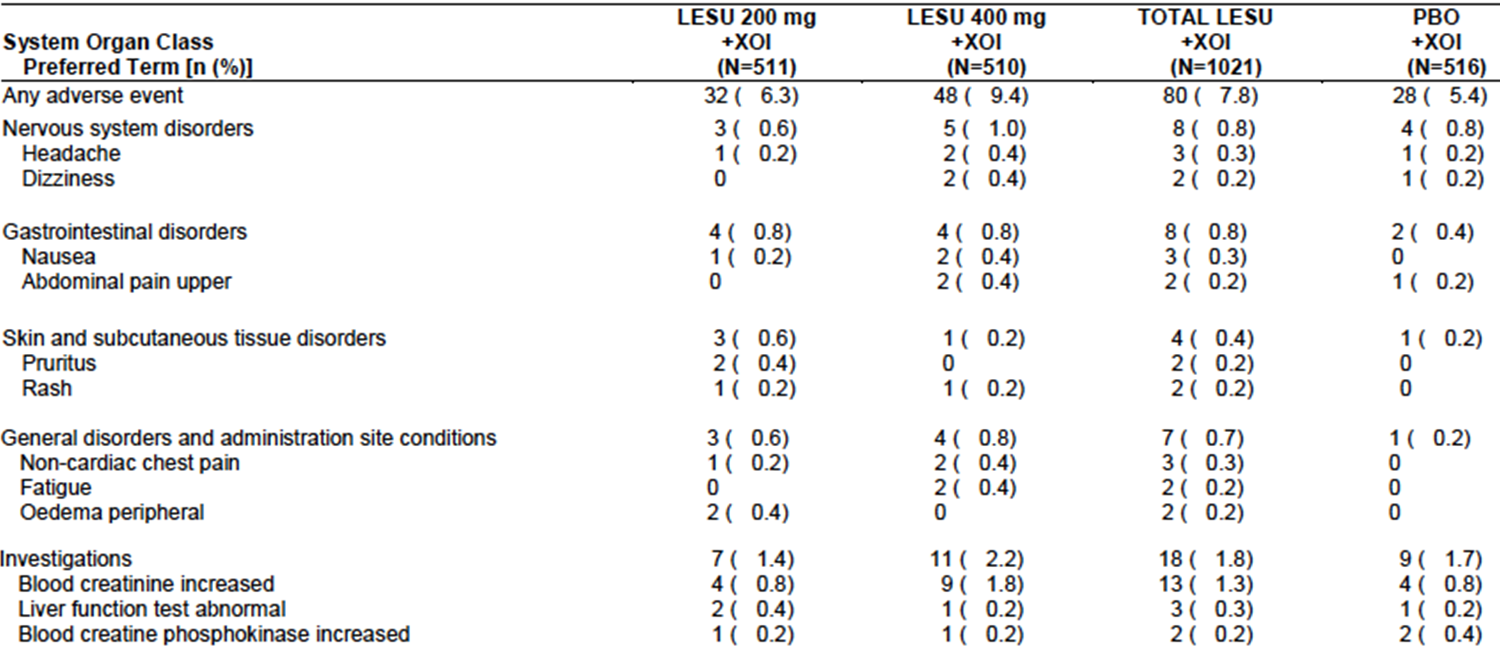 LESU 200 mg LESU 400 mg TOTAL LESU PBO
System Organ Class +XOI +XOI +XOI +XOI
Preferred Term [n (%)] (N=511) (N=510) (N=1021) (N=516)
Any adverse event 32 ( 6.3) 48 ( 9.4) 80 ( 7.8) 28 ( 5.4)
Nervous system disorders 3 ( 0.6) 5 ( 1.0) 8 ( 0.8) 4 ( 0.8)
Headache 1 ( 0.2) 2 ( 0.4) 3 ( 0.3) 1 ( 0.2)
Dizziness 0 2 ( 0.4) 2 ( 0.2) 1 ( 0.2)
Gastrointestinal disorders 4 ( 0.8) 4 ( 0.8) 8 ( 0.8) 2 ( 0.4)
Nausea 1 ( 0.2) 2 ( 0.4) 3 ( 0.3) 0
Abdominal pain upper 0 2 ( 0.4) 2 ( 0.2) 1 ( 0.2)
Skin and subcutaneous tissue disorders 3 ( 0.6) 1 ( 0.2) 4 ( 0.4) 1 ( 0.2)
Pruritus 2 ( 0.4) 0 2 ( 0.2) 0
Rash 1 ( 0.2) 1 ( 0.2) 2 ( 0.2) 0
General disorders and administration site conditions 3 ( 0.6) 4 ( 0.8) 7 ( 0.7) 1 ( 0.2)
Non-cardiac chest pain 1 ( 0.2) 2 ( 0.4) 3 ( 0.3) 0
Fatigue 0 2 ( 0.4) 2 ( 0.2) 0
Oedema peripheral 2 ( 0.4) 0 2 ( 0.2) 0
Investigations 7 ( 1.4) 11 ( 2.2) 18 ( 1.8) 9 ( 1.7)
Blood creatinine increased 4 ( 0.8) 9 ( 1.8) 13 ( 1.3) 4 ( 0.8)
Liver function test abnormal 2 ( 0.4) 1 ( 0.2) 3 ( 0.3) 1 ( 0.2)
Blood creatine phosphokinase increased 1 ( 0.2) 1 ( 0.2) 2 ( 0.2) 2 ( 0.4)